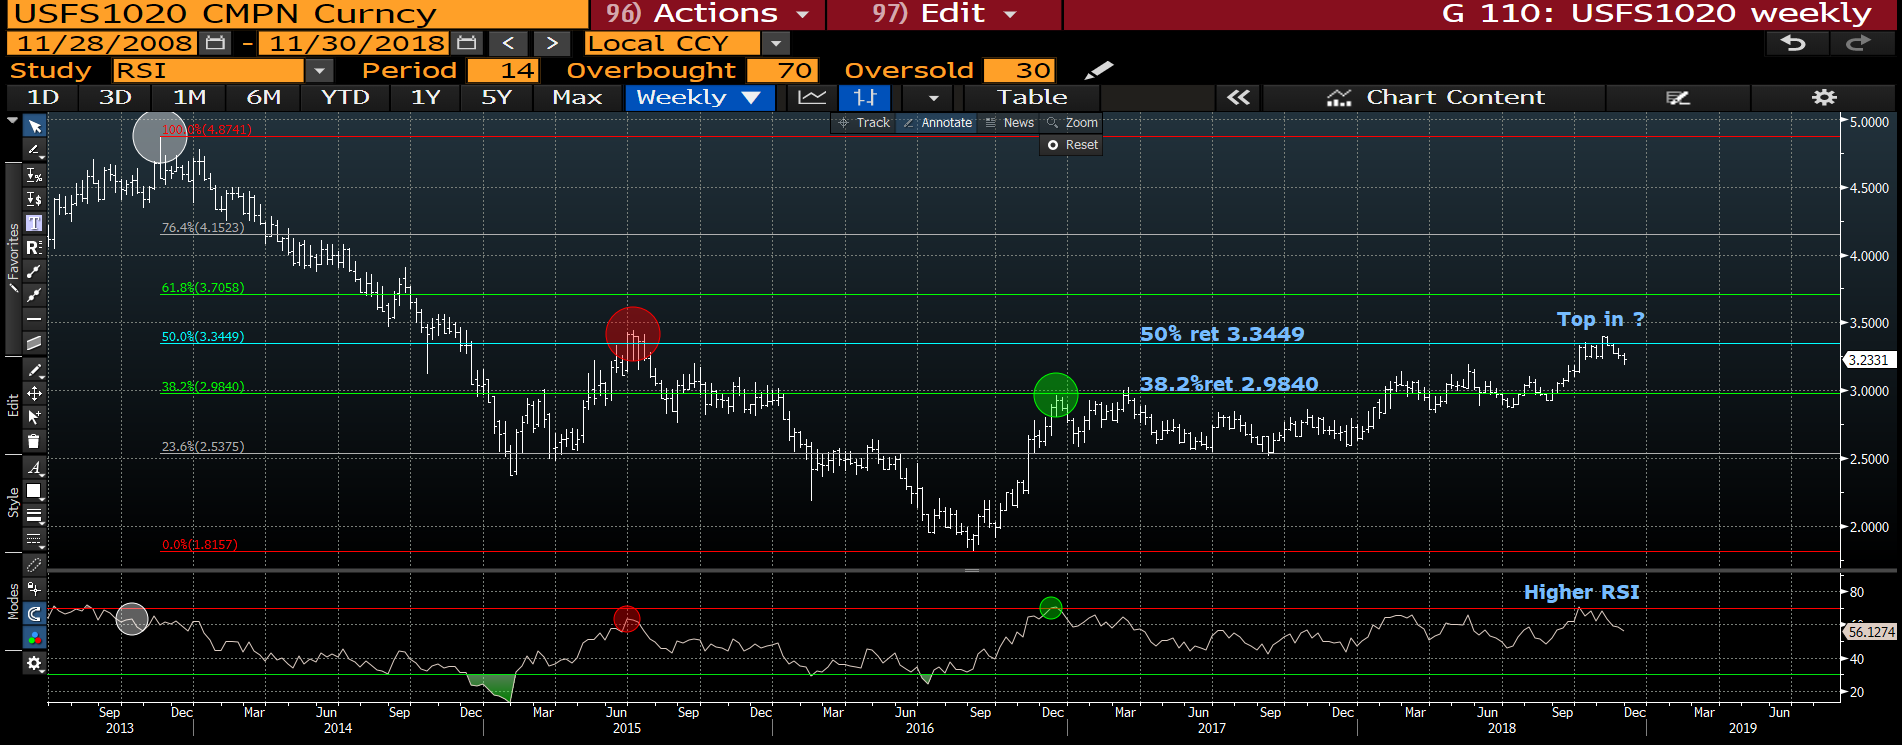 USFS1020 CMPN Curncy 96) Actions 97) Edit G 110: USFS1020 weekly
11/28/2008 - 11/30/2018 < > Local CCY
Study RSI Period 14 Overbought 70 Oversold 30
1D 3D 1M 6M YTD 1Y 5Y Max Weekly Table « Chart Content
Track Annotate News Zoom
Reset
Favorites
Edit
Style
Modes
T
R
A
100.0%(4.8741)
76.4%(4.1523)
61.8%(3.7058)
50.0%(3.3449)
38.2%(2.9840)
23.6%(2.5375)
0.0%(1.8157)
50% ret 3.3449
38.2%ret 2.9840
Top in ?
Higher RSI
5.0000
4.5000
4.0000
3.5000
3.2331
3.0000
2.5000
2.0000
80
56.1274
40
20
Sep Dec Mar Jun Sep Dec Mar Jun Sep Dec Mar Jun Sep Dec Mar Jun Sep Dec Mar Jun Sep Dec Mar Jun
2013 2014 2015 2016 2017 2018 2019